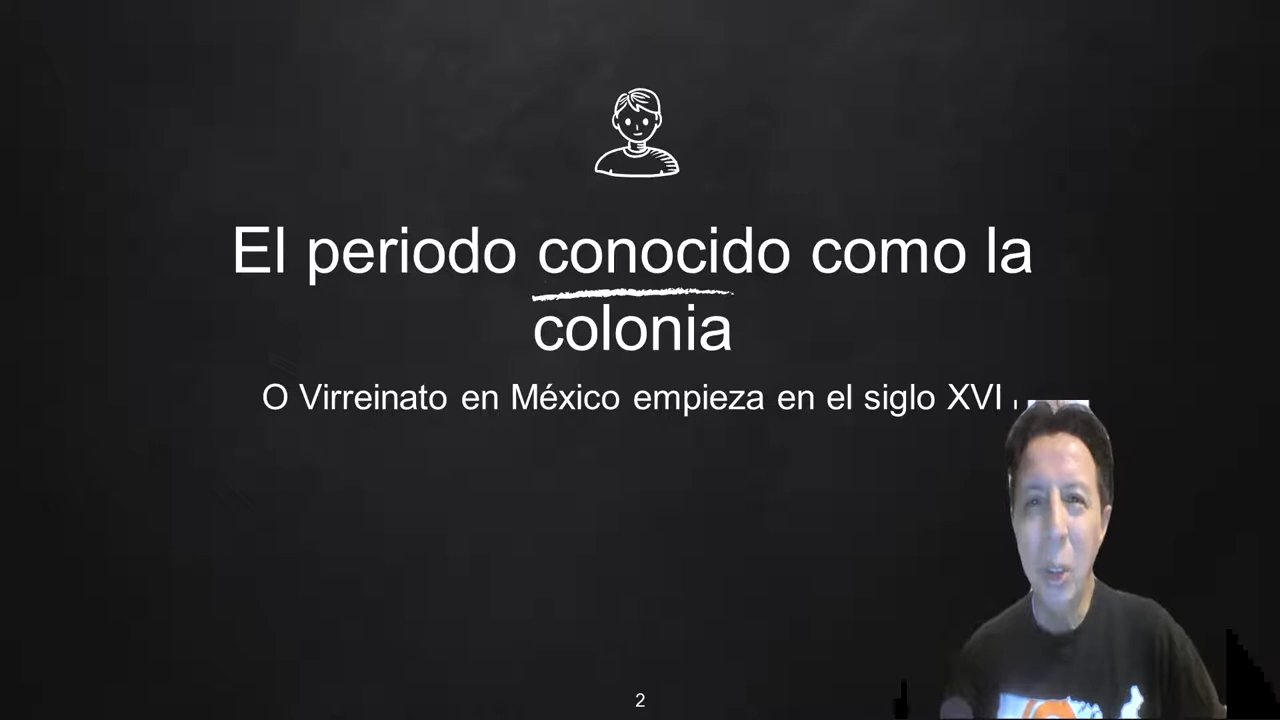 El periodo conocido como la
colonia
O Virreinato en México empieza en el siglo XVI
2